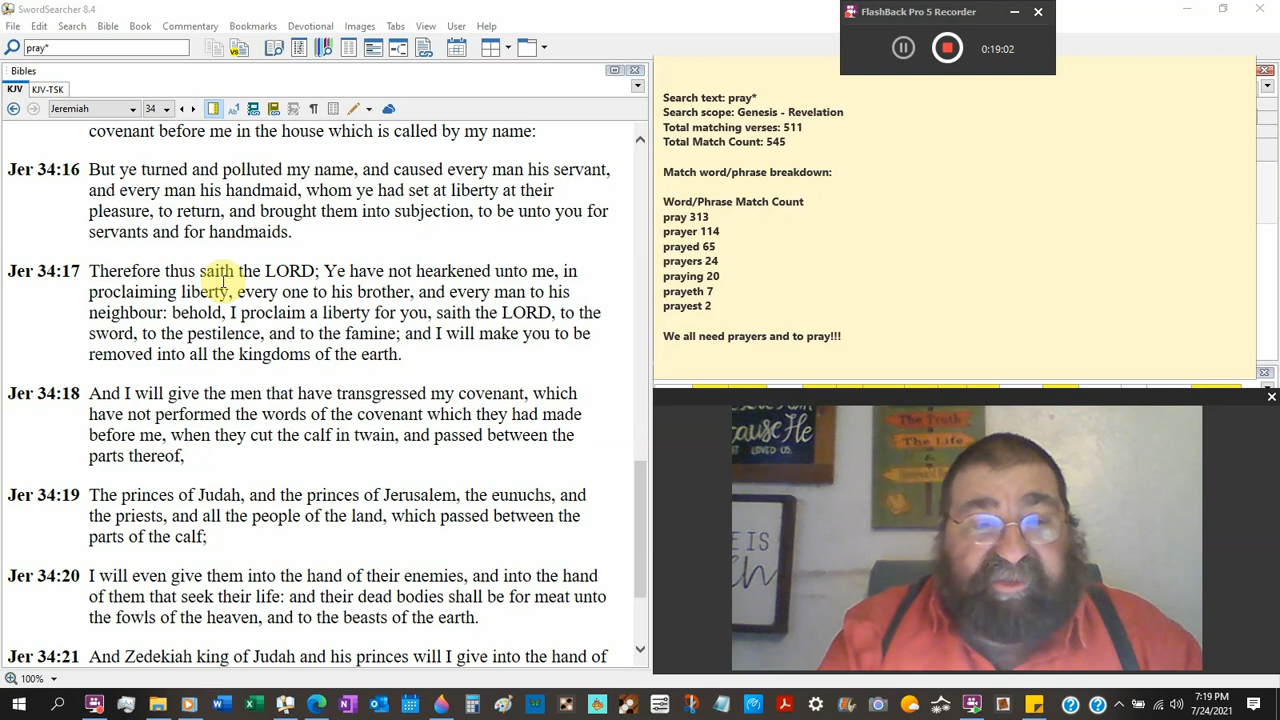 SwordSearcher 8.4
File Edit Search Bible Book Commentary Bookmarks Devotional Images Tabs View User Help
pray*
Bibles
KJV KJV-TSK
Jeremiah 34
covenant before me in the house which is called by my name:
Jer 34:16 But ye turned and polluted my name, and caused every man his servant,
and every man his handmaid, whom ye had set at liberty at their
pleasure, to return, and brought them into subjection, to be unto you for
servants and for handmaids.
Jer 34:17 Therefore thus saith the LORD; Ye have not hearkened unto me, in
proclaiming liberty, every one to his brother, and every man to his
neighbour: behold, I proclaim a liberty for you, saith the LORD, to the
sword, to the pestilence, and to the famine; and I will make you to be
removed into all the kingdoms of the earth.
Jer 34:18 And I will give the men that have transgressed my covenant, which
have not performed the words of the covenant which they had made
before me, when they cut the calf in twain, and passed between the
parts thereof,
Jer 34:19 The princes of Judah, and the princes of Jerusalem, the eunuchs, and
the priests, and all the people of the land, which passed between the
parts of the calf;
Jer 34:20 I will even give them into the hand of their enemies, and into the hand
of them that seek their life: and their dead bodies shall be for meat unto
the fowls of the heaven, and to the beasts of the earth.
Jer 34:21 And Zedekiah king of Judah and his princes will I give into the hand of
100%
FlashBack Pro 5 Recorder
0:19:02
Search text: pray*
Search scope: Genesis - Revelation
Total matching verses: 511
Total Match Count: 545
Match word/phrase breakdown:
Word/Phrase Match Count
pray 313
prayer 114
prayed 65
prayers 24
praying 20
prayeth 7
prayest 2
We all need prayers and to pray!!!
cause He
LOVED US.
The Truth
The Life
IS
7:19 PM
7/24/2021